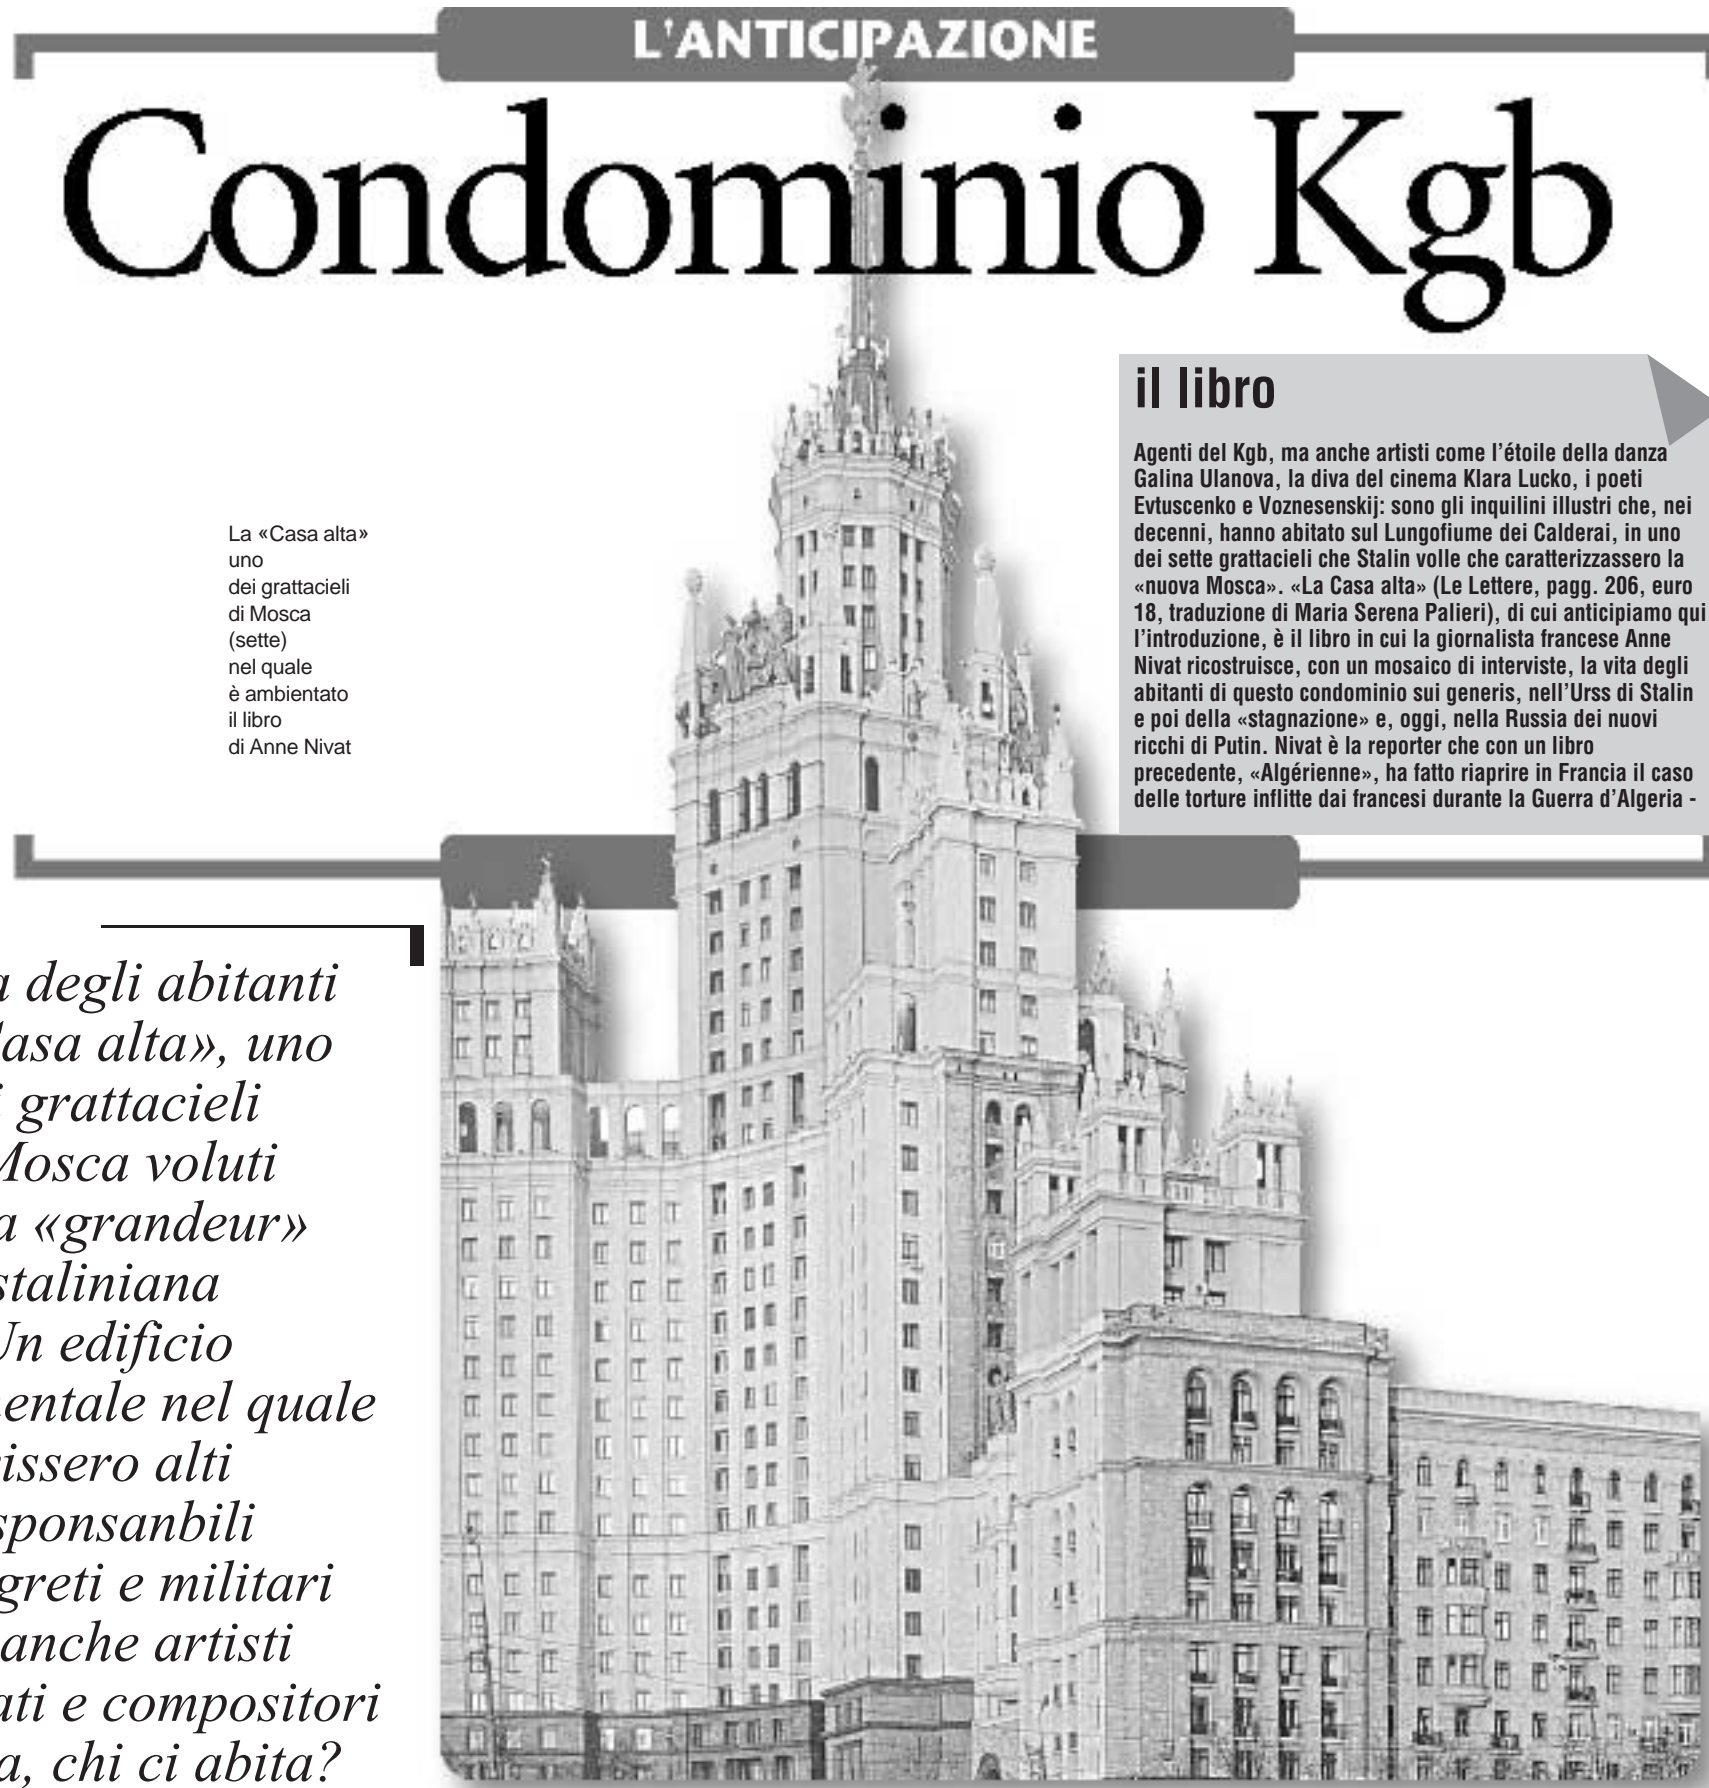 L'ANTICIPAZIONE
Condominio Kgb
La «Casa alta»
uno
dei grattacieli
di Mosca
(sette)
nel quale
è ambientato
il libro
di Anne Nivat
il libro
Agenti del Kgb, ma anche artisti come l’étoile della danza
Galina Ulanova, la diva del cinema Klara Lucko, i poeti
Evtuscenko e Voznesenskij: sono gli inquilini illustri che, nei
decenni, hanno abitato sul Lungofiume dei Calderai, in uno
dei sette grattacieli che Stalin volle che caratterizzassero la
«nuova Mosca». «La Casa alta» (Le Lettere, pagg. 206, euro
18, traduzione di Maria Serena Palieri), di cui anticipiamo qui
l’introduzione, è il libro in cui la giornalista francese Anne
Nivat ricostruisce, con un mosaico di interviste, la vita degli
abitanti di questo condominio sui generis, nell’Urss di Stalin
e poi della «stagnazione» e, oggi, nella Russia dei nuovi
ricchi di Putin. Nivat è la reporter che con un libro
precedente, «Algérienne», ha fatto riaprire in Francia il caso
delle torture inflitte dai francesi durante la Guerra d’Algeria -
a degli abitanti
asa alta», uno
i grattacieli
Mosca voluti
a «grandeur»
staliniana
Un edificio
entale nel quale
issero alti
sponsanbili
greti e militari
anche artisti
ati e compositori
a, chi ci abita?